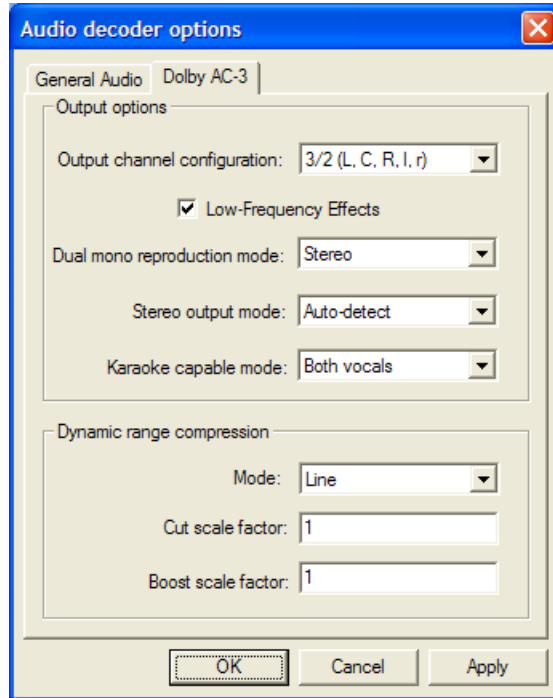 Audio decoder options
General Audio Dolby AC-3
Output options
Output channel configuration: 3/2 (L, C, R, l, r)
Low-Frequency Effects
Dual mono reproduction mode: Stereo
Stereo output mode: Auto-detect
Karaoke capable mode: Both vocals
Dynamic range compression
Mode: Line
Cut scale factor: 1
Boost scale factor: 1
OK Cancel Apply